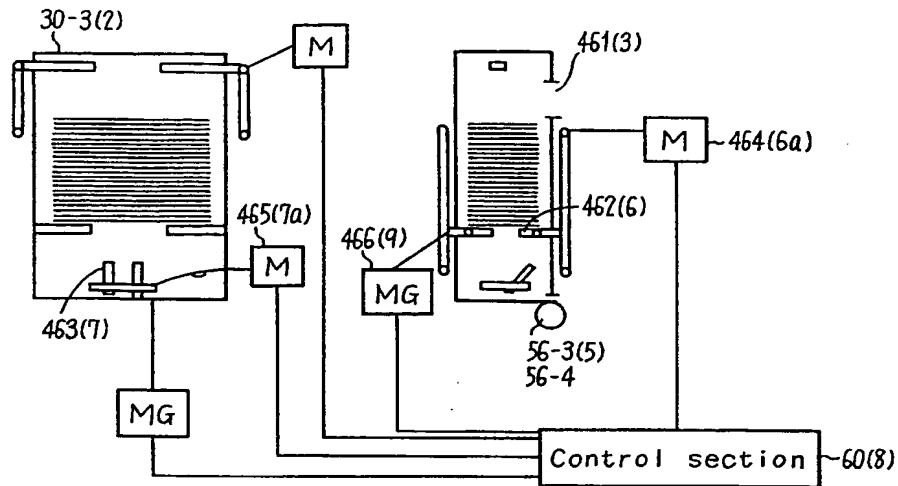 30-3(2)
M
461(3)
M
464(6a)
465(7a)
M
462(6)
466(9)
MG
463(7)
56-3(5)
56-4
MG
Control section
60(8)